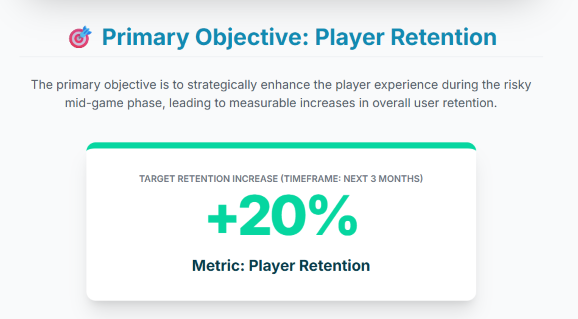 🎯 Primary Objective: Player Retention
The primary objective is to strategically enhance the player experience during the risky
mid-game phase, leading to measurable increases in overall user retention.
TARGET RETENTION INCREASE (TIMEFRAME: NEXT 3 MONTHS)
+20%
Metric: Player Retention